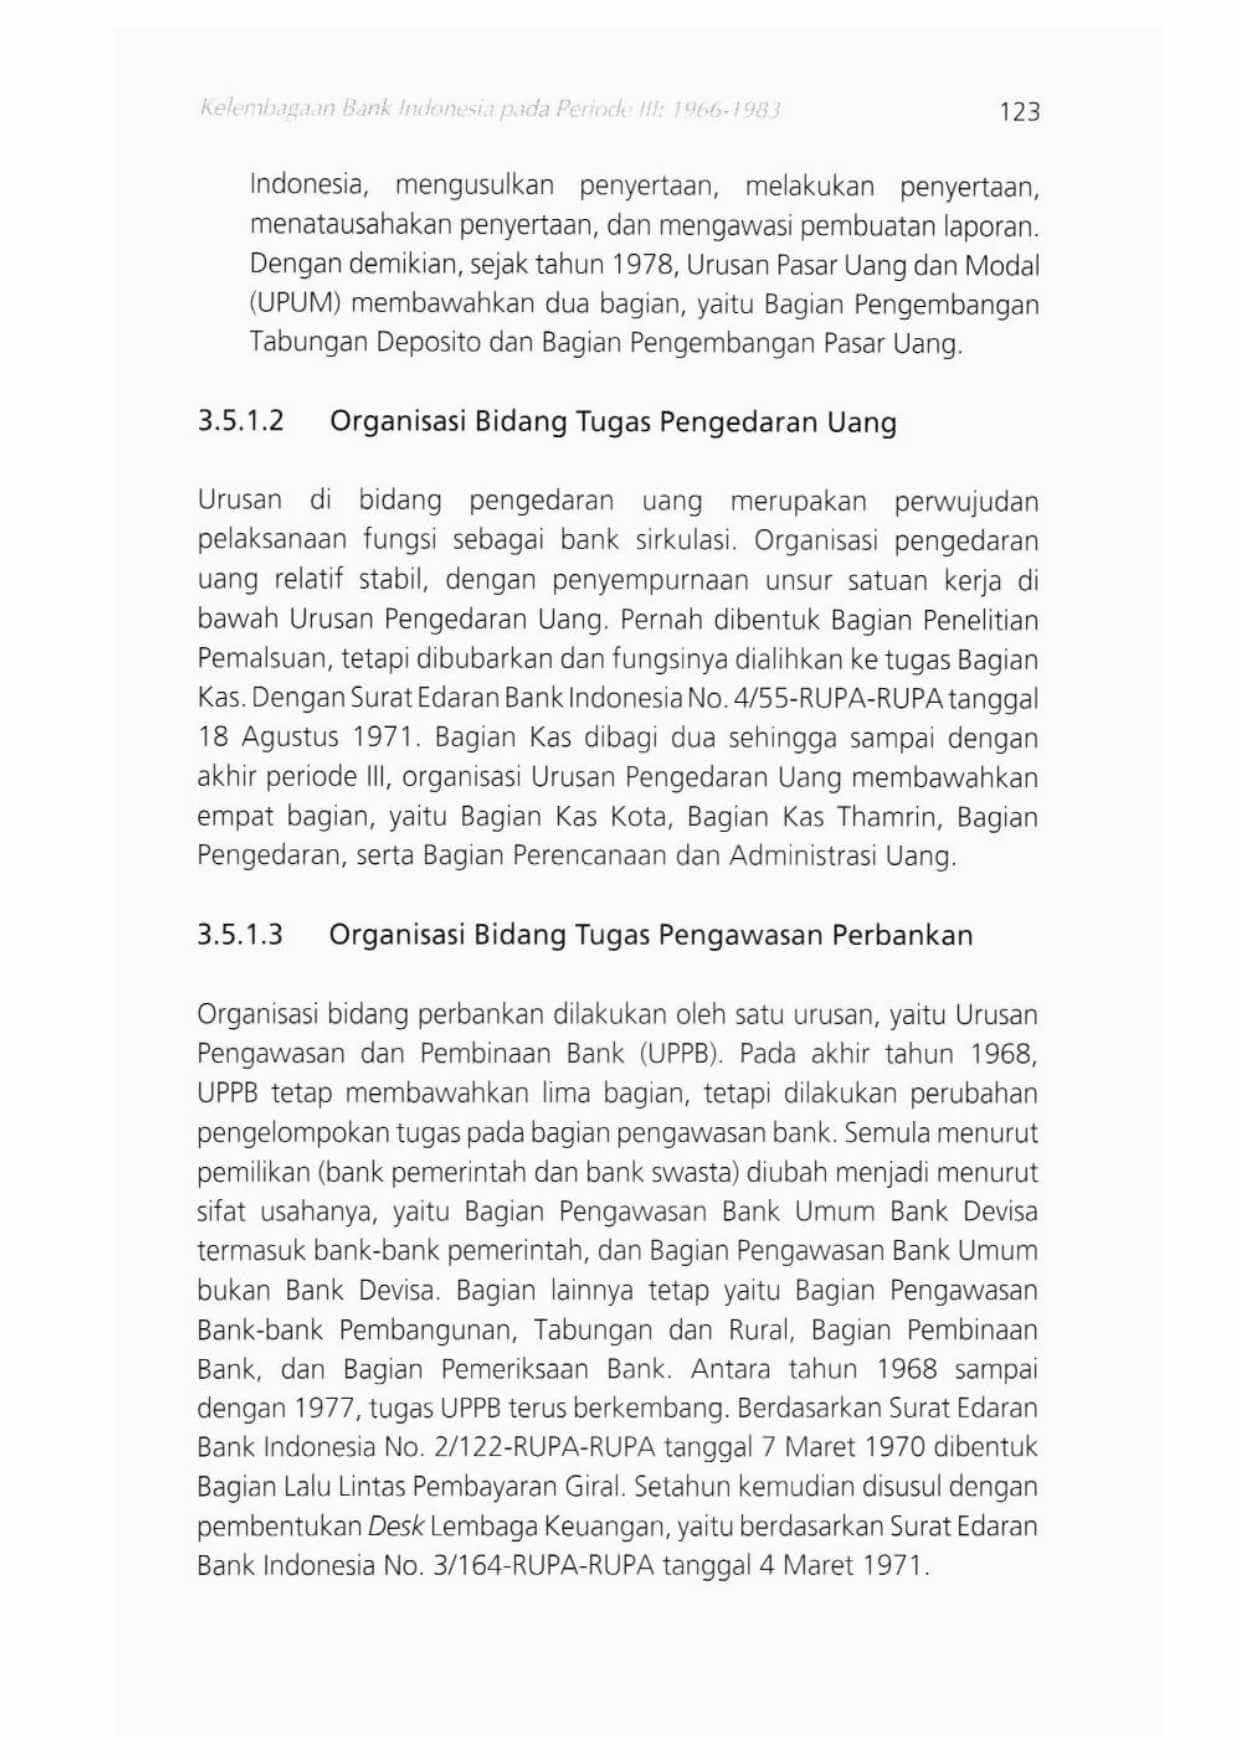 Kelembagaan Bank Indonesia pada Periode III: 1966-1983 123
Indonesia, mengusulkan penyertaan, melakukan penyertaan,
menatausahakan penyertaan, dan mengawasi pembuatan laporan.
Dengan demikian, sejak tahun 1978, Urusan Pasar Uang dan Modal
(UPUM) membawahkan dua bagian, yaitu Bagian Pengembangan
Tabungan Deposito dan Bagian Pengembangan Pasar Uang.
3.5.1.2 Organisasi Bidang Tugas Pengedaran Uang
Urusan di bidang pengedaran uang merupakan perwujudan
pelaksanaan fungsi sebagai bank sirkulasi. Organisasi pengedaran
uang relatif stabil, dengan penyempurnaan unsur satuan kerja di
bawah Urusan Pengedaran Uang. Pernah dibentuk Bagian Penelitian
Pemalsuan, tetapi dibubarkan dan fungsinya dialihkan ke tugas Bagian
Kas. Dengan Surat Edaran Bank Indonesia No. 4/55-RUPA-RUPA tanggal
18 Agustus 1971. Bagian Kas dibagi dua sehingga sampai dengan
akhir periode III, organisasi Urusan Pengedaran Uang membawahkan
empat bagian, yaitu Bagian Kas Kota, Bagian Kas Thamrin, Bagian
Pengedaran, serta Bagian Perencanaan dan Administrasi Uang.
3.5.1.3 Organisasi Bidang Tugas Pengawasan Perbankan
Organisasi bidang perbankan dilakukan oleh satu urusan, yaitu Urusan
Pengawasan dan Pembinaan Bank (UPPB). Pada akhir tahun 1968,
UPPB tetap membawahkan lima bagian, tetapi dilakukan perubahan
pengelompokan tugas pada bagian pengawasan bank. Semula menurut
pemilikan (bank pemerintah dan bank swasta) diubah menjadi menurut
sifat usahanya, yaitu Bagian Pengawasan Bank Umum Bank Devisa
termasuk bank-bank pemerintah, dan Bagian Pengawasan Bank Umum
bukan Bank Devisa. Bagian lainnya tetap yaitu Bagian Pengawasan
Bank-bank Pembangunan, Tabungan dan Rural, Bagian Pembinaan
Bank, dan Bagian Pemeriksaan Bank. Antara tahun 1968 sampai
dengan 1977, tugas UPPB terus berkembang. Berdasarkan Surat Edaran
Bank Indonesia No. 2/122-RUPA-RUPA tanggal 7 Maret 1970 dibentuk
Bagian Lalu Lintas Pembayaran Giral. Setahun kemudian disusul dengan
pembentukan Desk Lembaga Keuangan, yaitu berdasarkan Surat Edaran
Bank Indonesia No. 3/164-RUPA-RUPA tanggal 4 Maret 1971.